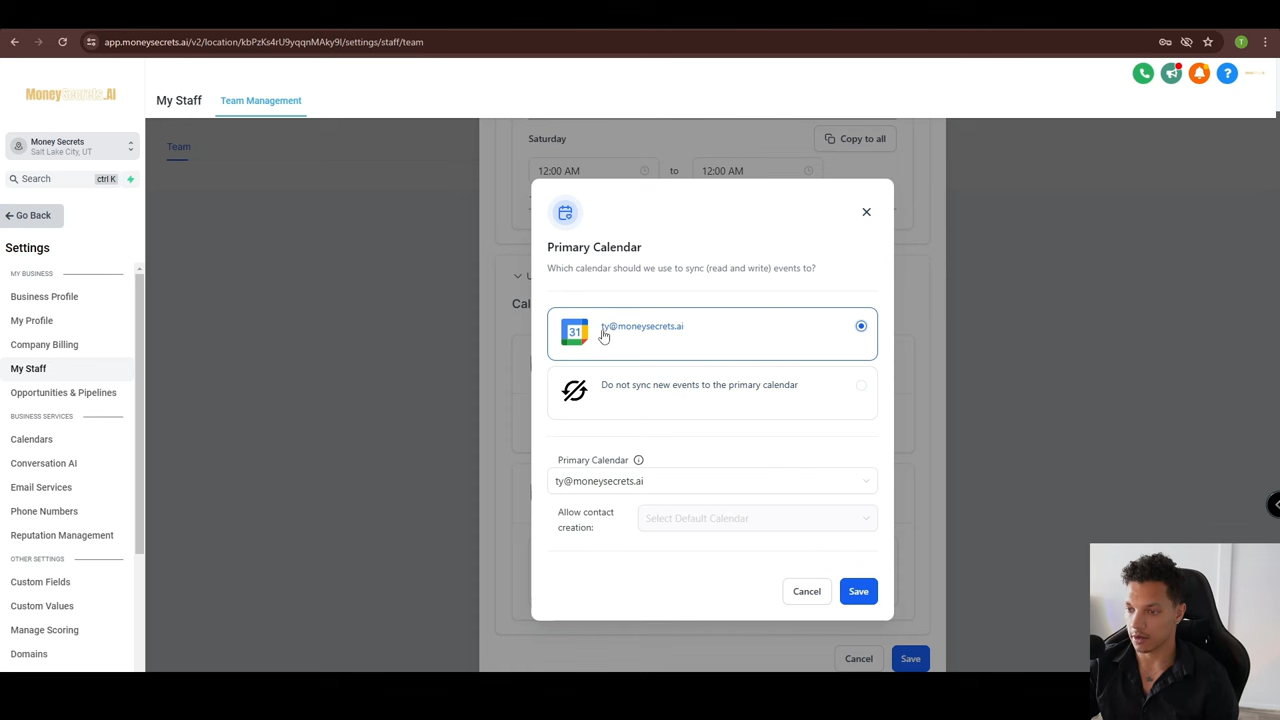 app.moneysecrets.ai/v2/location/kbPzKs4rU9yqqnMAky9I/settings/staff/team
T
MoneySecrets.AI
My Staff
Team Management
?
Money Secrets
Salt Lake City, UT
Search
ctrl K
Go Back
Settings
MY BUSINESS
Business Profile
My Profile
Company Billing
My Staff
Opportunities & Pipelines
BUSINESS SERVICES
Calendars
Conversation AI
Email Services
Phone Numbers
Reputation Management
OTHER SETTINGS
Custom Fields
Custom Values
Manage Scoring
Domains
Team
Saturday
Copy to all
12:00 AM
to
12:00 AM
Primary Calendar
Which calendar should we use to sync (read and write) events to?
31
ty@moneysecrets.ai
Do not sync new events to the primary calendar
Primary Calendar
ty@moneysecrets.ai
Allow contact
creation:
Select Default Calendar
Cancel
Save
Cancel
Save